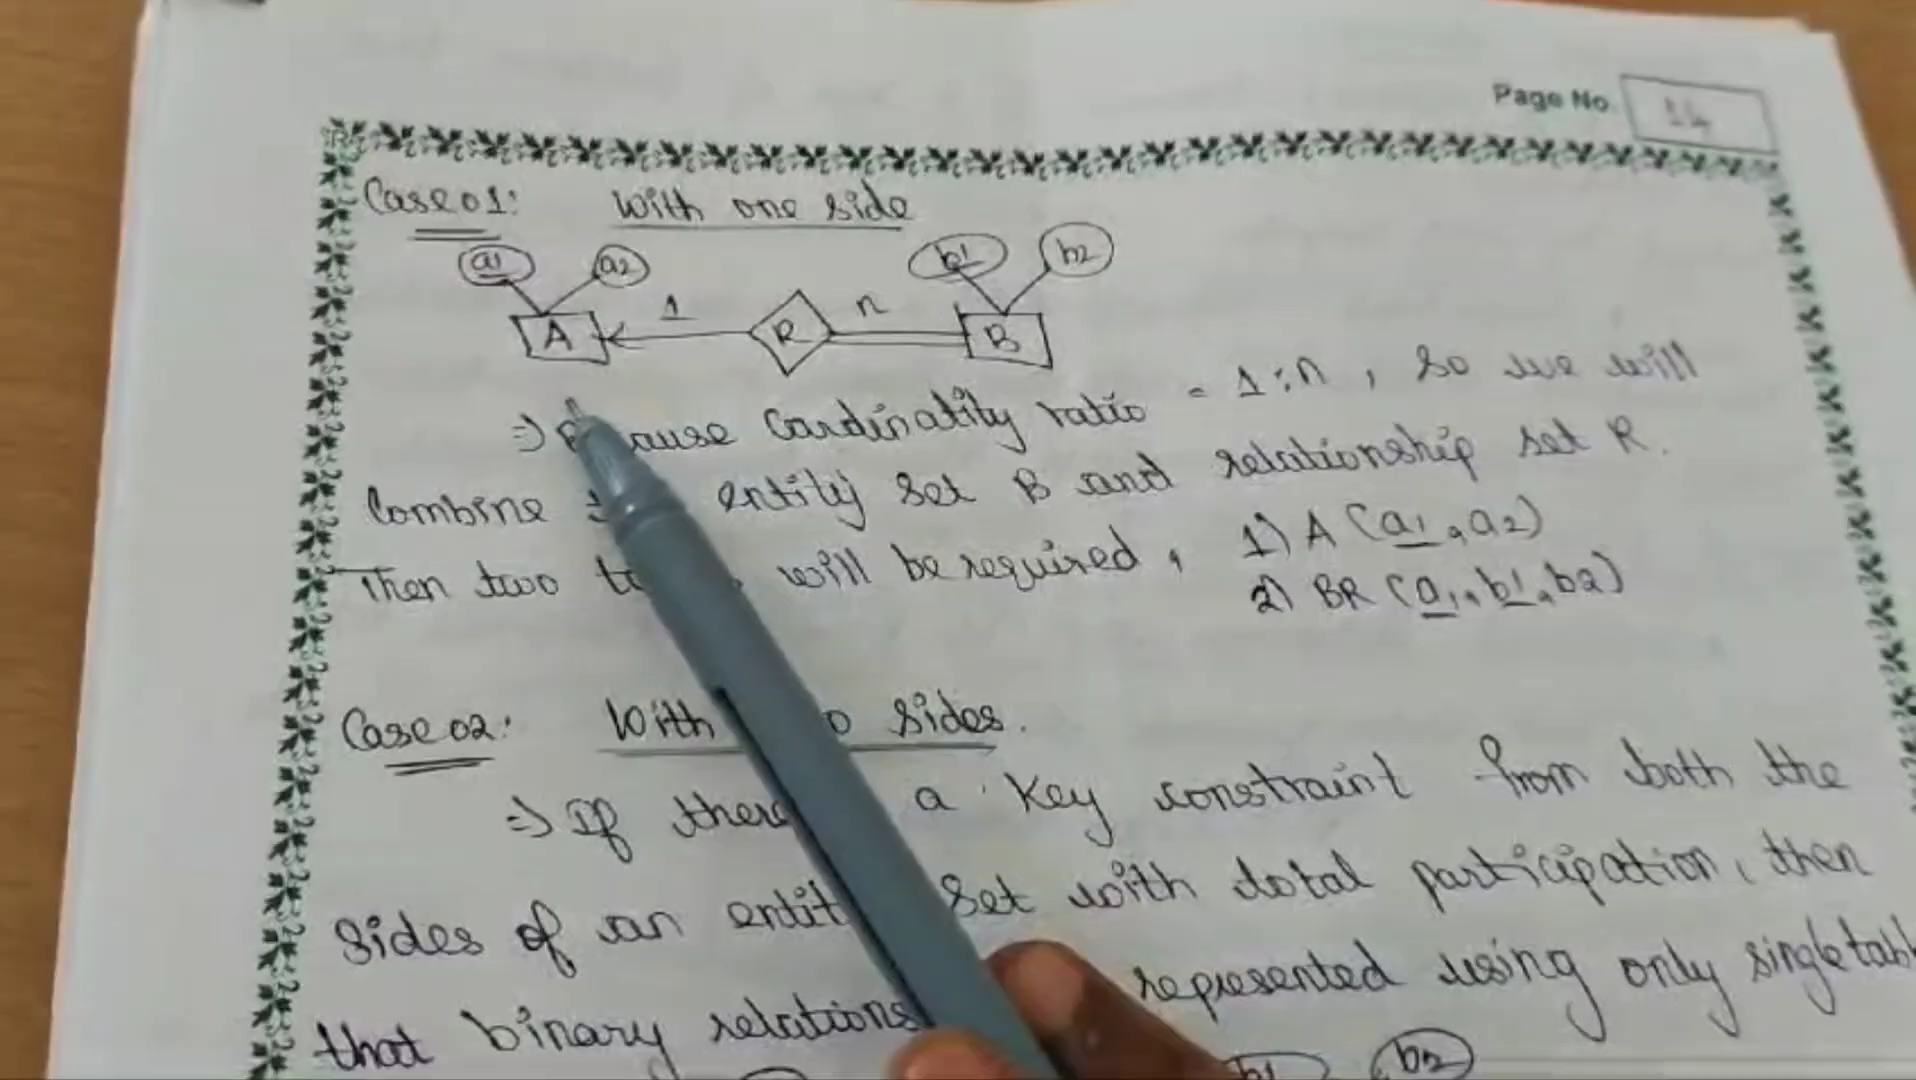 Page No. 14
Case 01: With one side
a1 a2 b1 b2
A 1 R n B
=> cause Cardinality ratio = 1:n, so we will
Combine entity set B and relationship set R.
Then two will be required, 1) A (a1, a2)
2) BR (a1, b1, b2)
Case 02: With sides.
=> If there a key constraint from both the
sides of an entit set with total participation, then
that binary relations represented using only single tabl
b1 b2